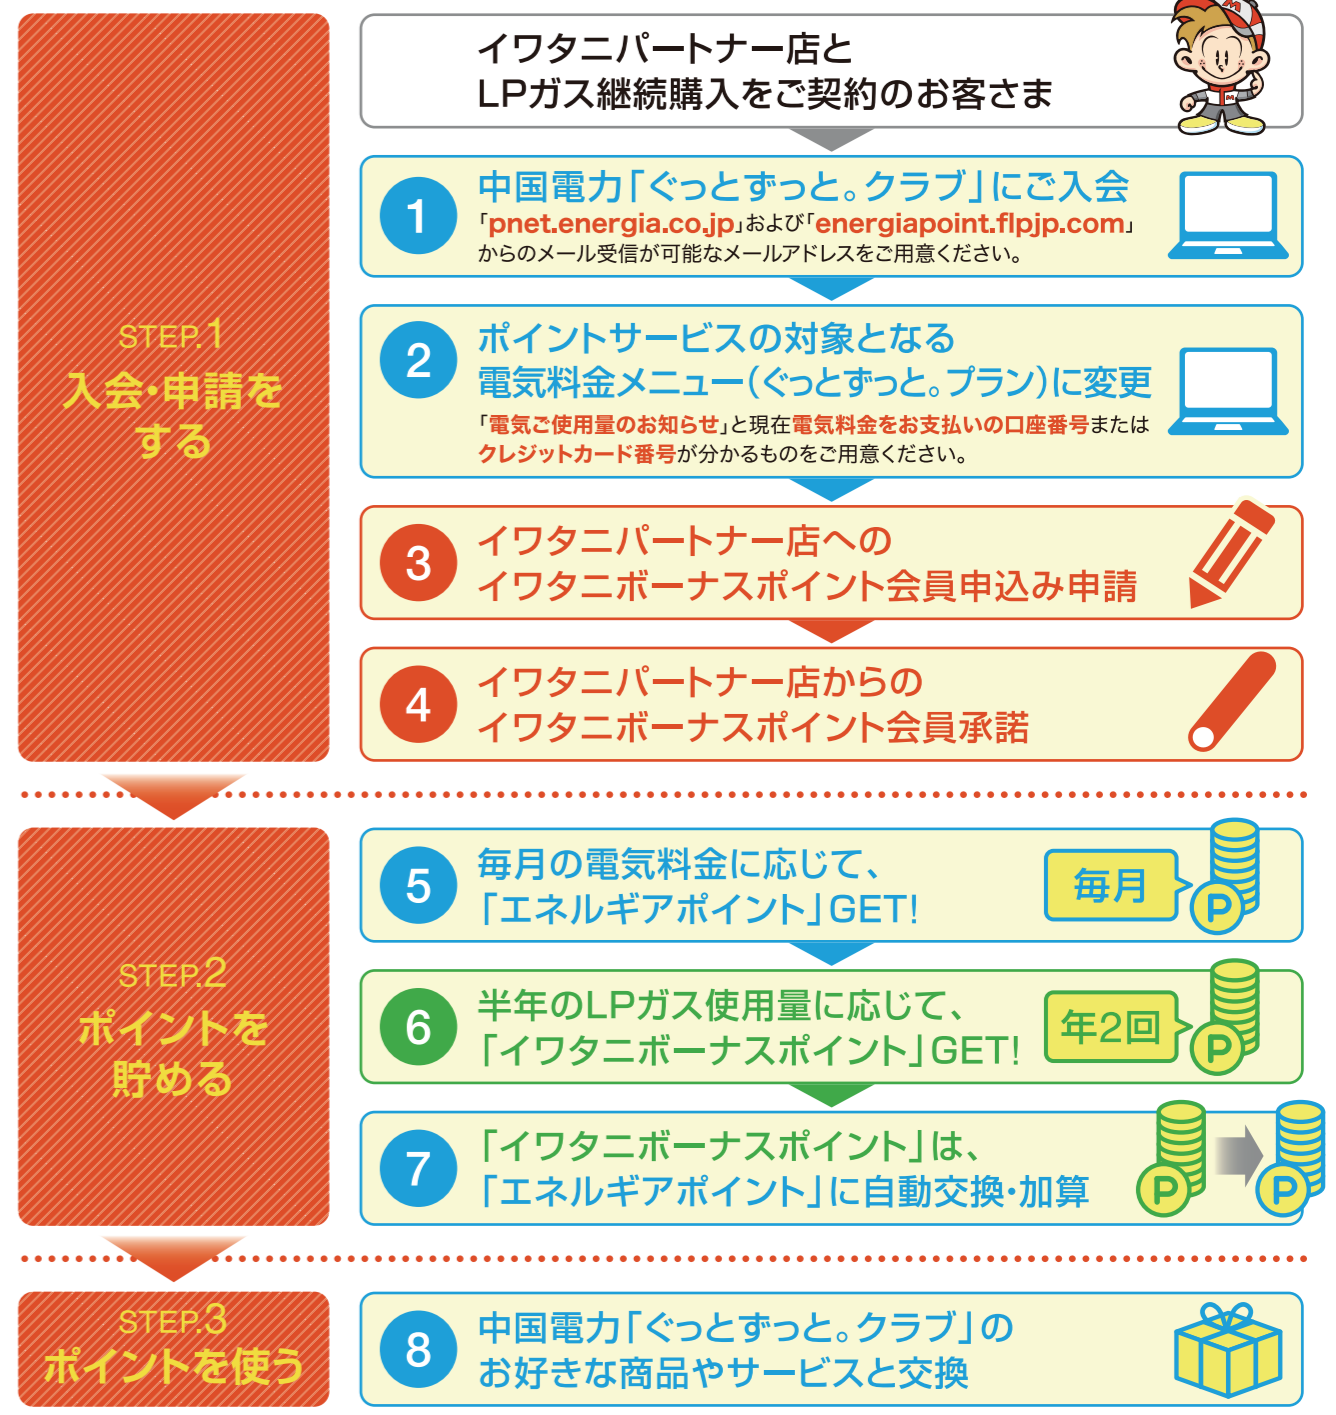 イワタニパートナー店と
LPガス継続購入をご契約のお客さま
STEP.1
入会・申請を
する
1
中国電力「ぐっとずっと。クラブ」にご入会
「pnet.energia.co.jp」および「energiapoint.flpjp.com」
からのメール受信が可能なメールアドレスをご用意ください。
2
ポイントサービスの対象となる
電気料金メニュー(ぐっとずっと。プラン)に変更
「電気ご使用量のお知らせ」と現在電気料金をお支払いの口座番号または
クレジットカード番号が分かるものをご用意ください。
3
イワタニパートナー店への
イワタニボーナスポイント会員申込み申請
4
イワタニパートナー店からの
イワタニボーナスポイント会員承諾
STEP.2
ポイントを
貯める
5
毎月の電気料金に応じて、
「エネルギアポイント」GET!
毎月
P
6
半年のLPガス使用量に応じて、
「イワタニボーナスポイント」GET!
年2回
P
7
「イワタニボーナスポイント」は、
「エネルギアポイント」に自動交換・加算
P
P
STEP.3
ポイントを使う
8
中国電力「ぐっとずっと。クラブ」の
お好きな商品やサービスと交換